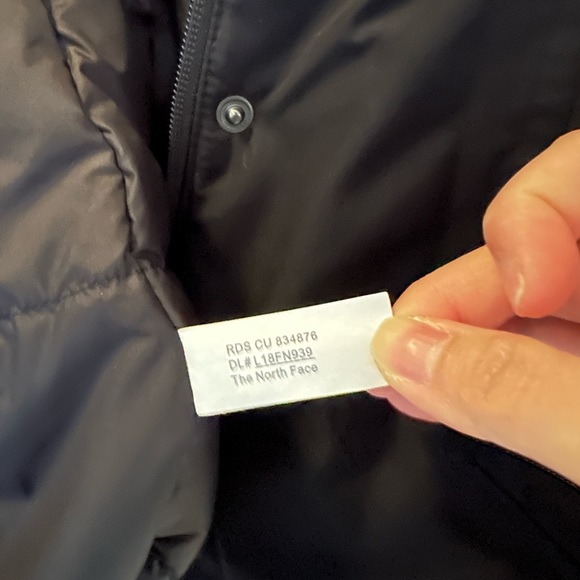 RDS CU 834876
DL# L18FN939
The North Face